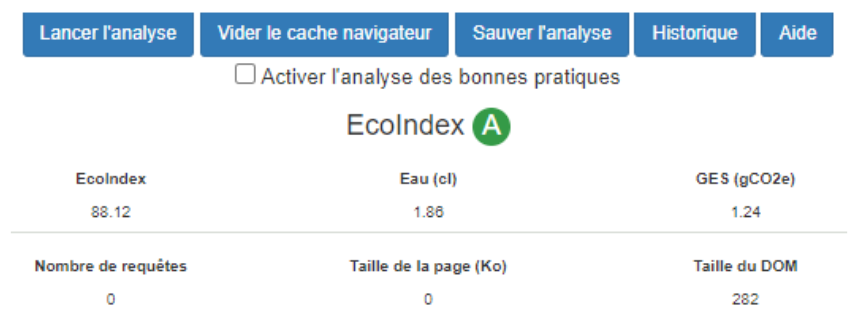 Lancer l'analyse Vider le cache navigateur Sauver l'analyse Historique Aide
Activer l'analyse des bonnes pratiques
EcoIndex A
EcoIndex Eau (cl) GES (gCO2e)
88.12 1.86 1.24
Nombre de requêtes Taille de la page (Ko) Taille du DOM
0 0 282